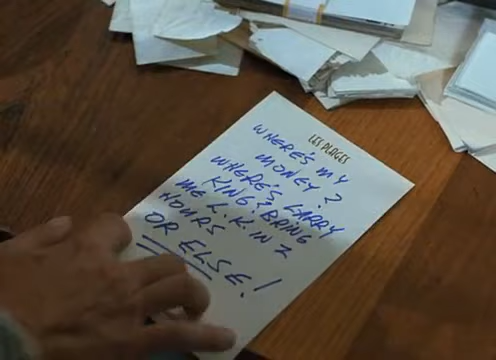 LES PLAGES
WHERE'S MY
MONEY?
WHERE'S LARRY
KING? BRING
ME L.K. IN 2
HOURS
OR ELSE!